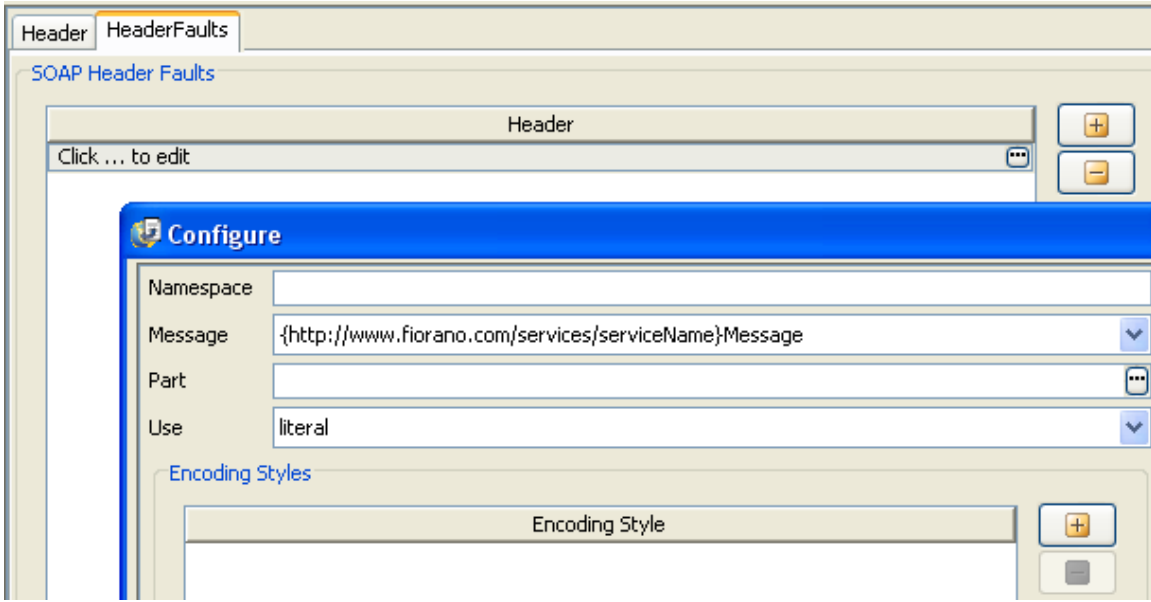 Header HeaderFaults
SOAP Header Faults
Header
Click ... to edit
Configure
Namespace
Message {http://www.fiorano.com/services/serviceName}Message
Part
Use literal
Encoding Styles
Encoding Style